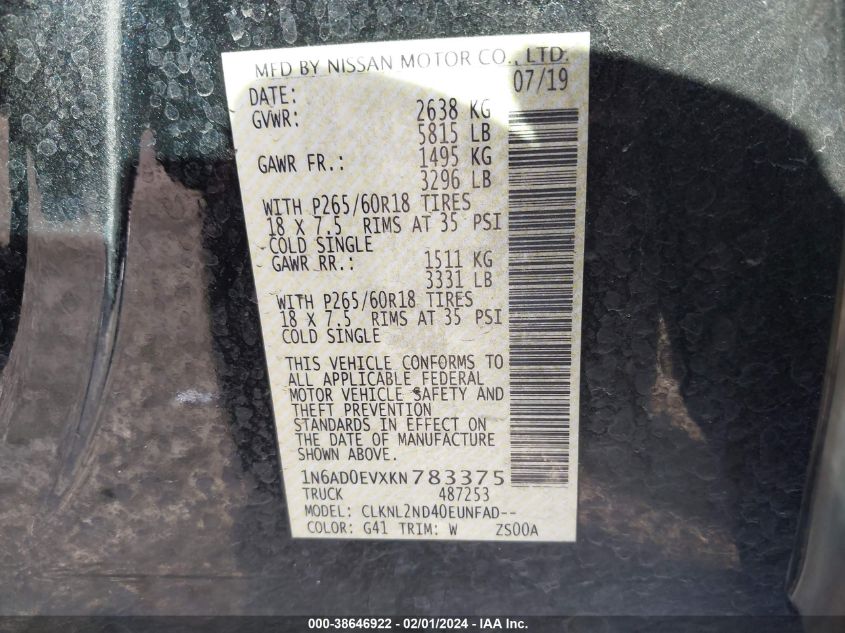 MFD BY NISSAN MOTOR CO., LTD.
DATE: 07/19
GVWR: 2638 KG
5815 LB
GAWR FR.: 1495 KG
3296 LB
WITH P265/60R18 TIRES
18 X 7.5 RIMS AT 35 PSI
COLD SINGLE
GAWR RR.: 1511 KG
3331 LB
WITH P265/60R18 TIRES
18 X 7.5 RIMS AT 35 PSI
COLD SINGLE
THIS VEHICLE CONFORMS TO
ALL APPLICABLE FEDERAL
MOTOR VEHICLE SAFETY AND
THEFT PREVENTION
STANDARDS IN EFFECT ON
THE DATE OF MANUFACTURE
SHOWN ABOVE.
1N6AD0EVXKN783375
TRUCK 487253
MODEL: CLKNL2ND40EUNFAD--
COLOR: G41 TRIM: W ZS00A
000-38646922 - 02/01/2024 - IAA Inc.